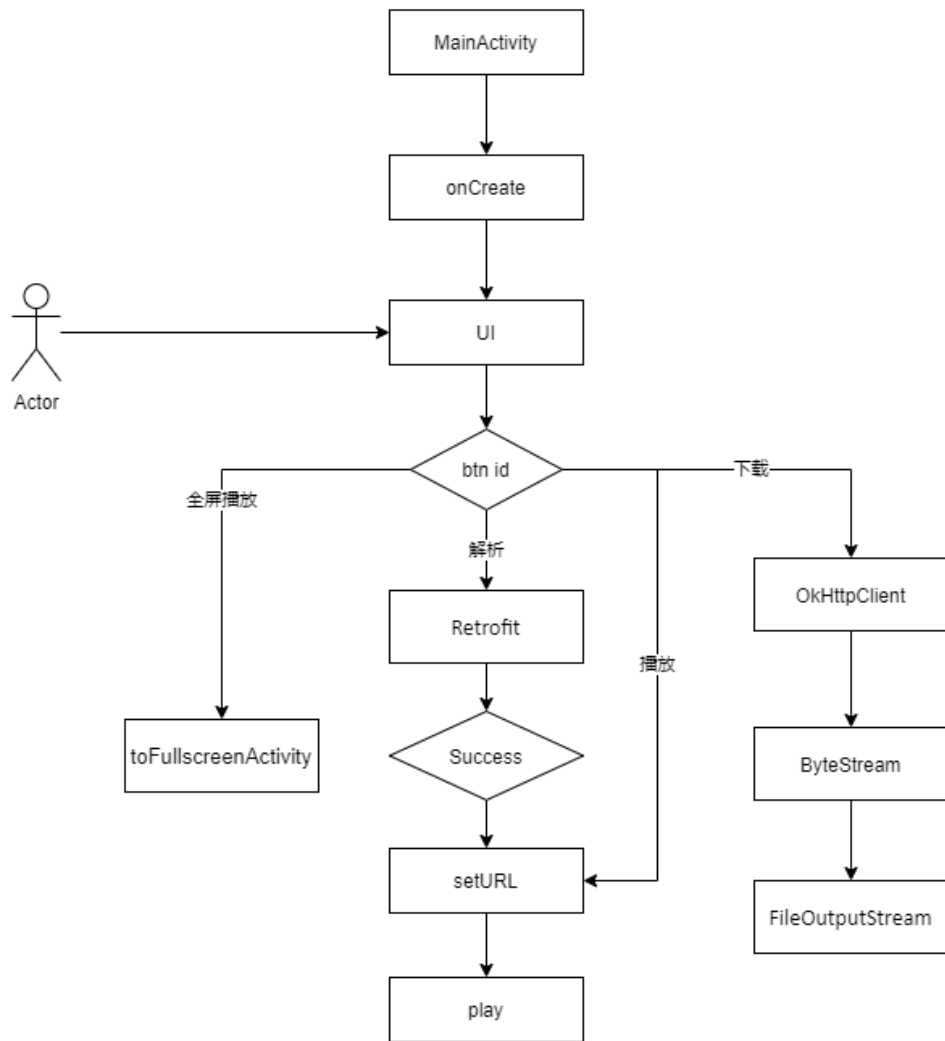 MainActivity
onCreate
UI
Actor
btn id
下载
全屏播放
解析
OkHttpClient
Retrofit
播放
toFullscreenActivity
Success
ByteStream
setURL
FileOutputStream
play